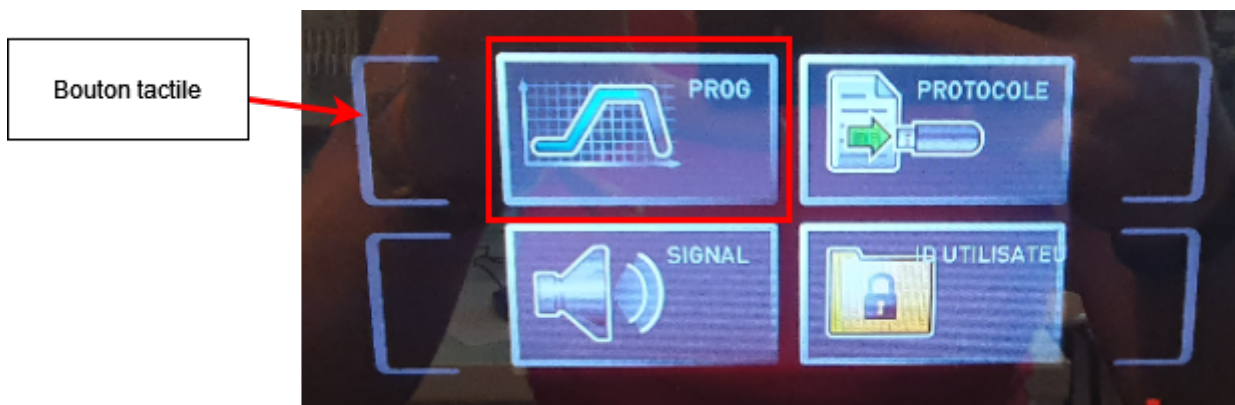 Bouton tactile
PROG
PROTOCOLE
SIGNAL
ID UTILISATEU